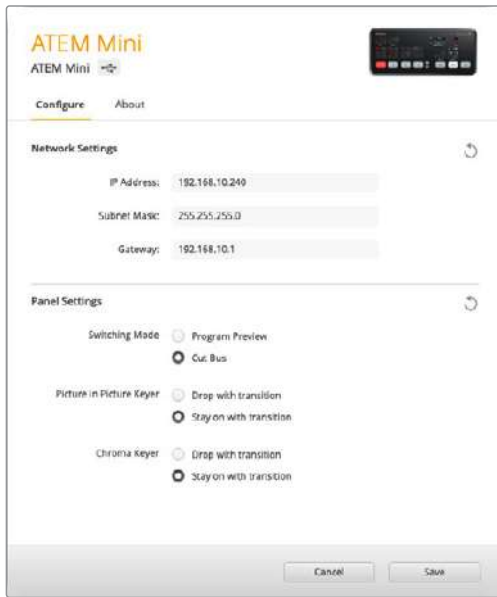 ATEM Mini
ATEM Mini
Configure About
Network Settings
IP Address: 192.168.10.240
Subnet Mask: 255.255.255.0
Gateway: 192.168.10.1
Panel Settings
Switching Mode Program Preview
Cut Bus
Picture in Picture Keyer Drop with transition
Stay on with transition
Chroma Keyer Drop with transition
Stay on with transition
Cancel Save